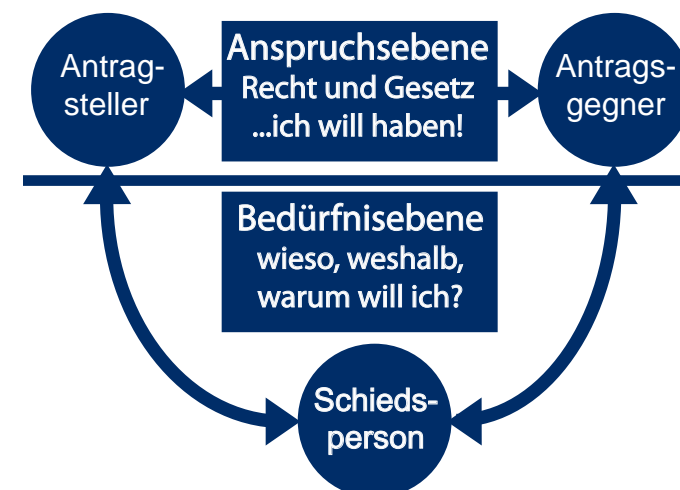 Antrag-
steller
Anspruchsebene
Recht und Gesetz
...ich will haben!
Antrags-
gegner
Bedürfnisebene
wieso, weshalb,
warum will ich?
Schieds-
person